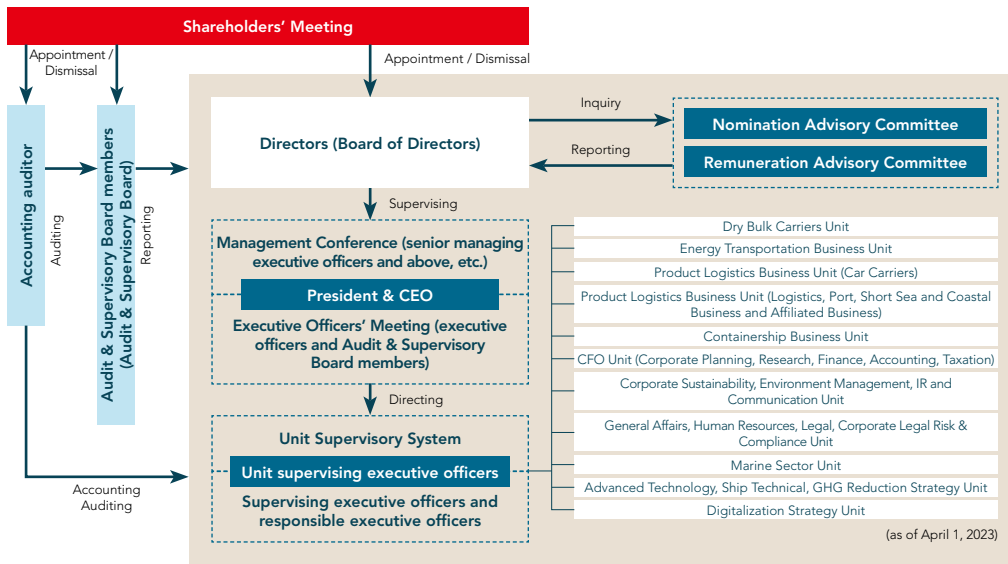 Shareholders' Meeting
Appointment /
Dismissal
Appointment / Dismissal
Accounting auditor
Auditing
Audit & Supervisory Board members
(Audit & Supervisory Board)
Reporting
Directors (Board of Directors)
Inquiry
Reporting
Nomination Advisory Committee
Remuneration Advisory Committee
Supervising
Management Conference (senior managing
executive officers and above, etc.)
President & CEO
Executive Officers' Meeting (executive
officers and Audit & Supervisory
Board members)
Directing
Unit Supervisory System
Unit supervising executive officers
Supervising executive officers and
responsible executive officers
Accounting
Auditing
Dry Bulk Carriers Unit
Energy Transportation Business Unit
Product Logistics Business Unit (Car Carriers)
Product Logistics Business Unit (Logistics, Port, Short Sea and Coastal
Business and Affiliated Business)
Containership Business Unit
CFO Unit (Corporate Planning, Research, Finance, Accounting, Taxation)
Corporate Sustainability, Environment Management, IR and
Communication Unit
General Affairs, Human Resources, Legal, Corporate Legal Risk &
Compliance Unit
Marine Sector Unit
Advanced Technology, Ship Technical, GHG Reduction Strategy Unit
Digitalization Strategy Unit
(as of April 1, 2023)